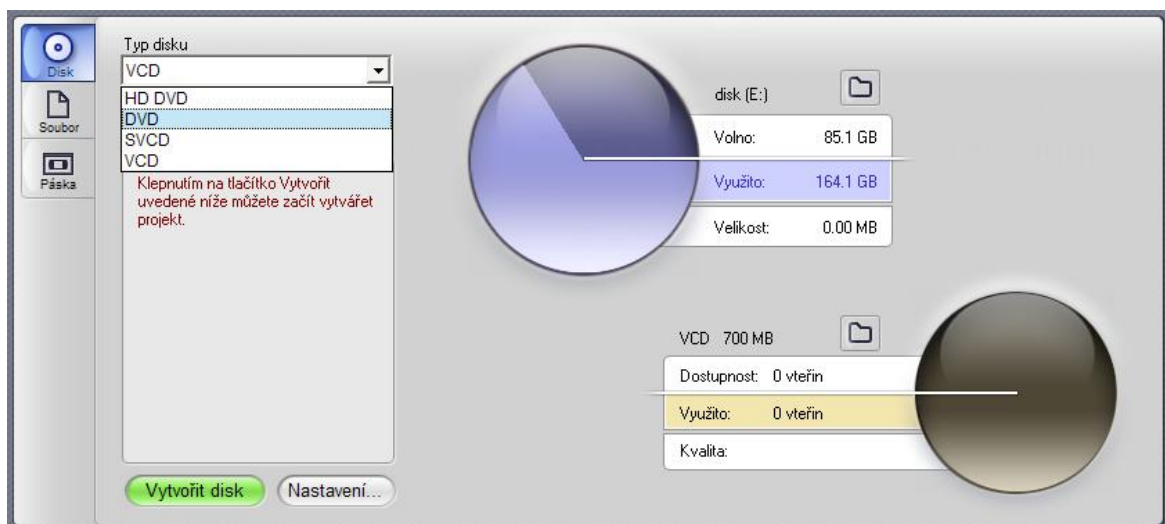 Disk
Soubor
Páska
Typ disku
VCD
HD DVD
DVD
SVCD
VCD
Klepnutím na tlačítko Vytvořit
uvedené níže můžete začít vytvářet
projekt.
Vytvořit disk
Nastavení...
disk (E:)
Volno: 85.1 GB
Využito: 164.1 GB
Velikost: 0.00 MB
VCD 700 MB
Dostupnost: 0 vteřin
Využito: 0 vteřin
Kvalita: